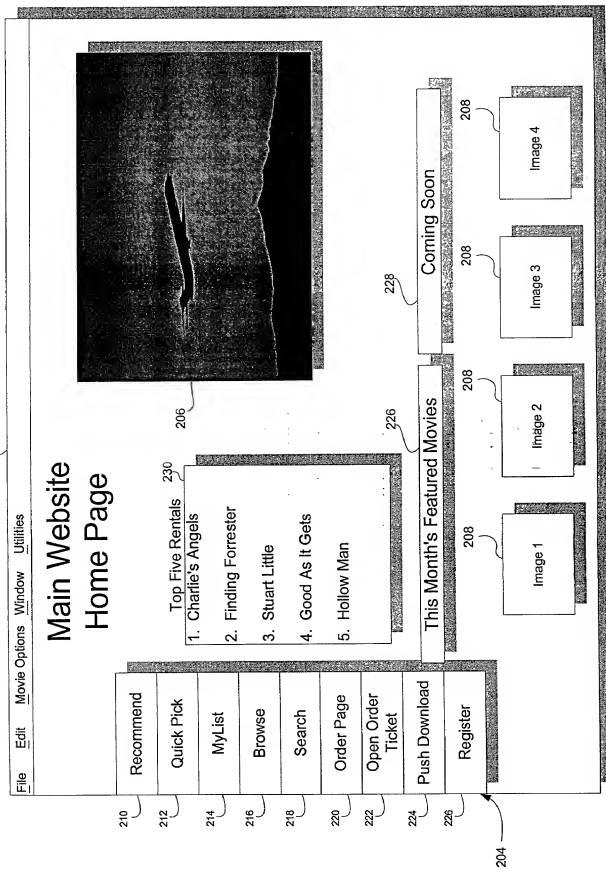 File Edit Movie Options Window Utilities
Main Website
Home Page
206
Top Five Rentals
230
1. Charlie's Angels
2. Finding Forrester
3. Stuart Little
4. Good As It Gets
5. Hollow Man
210
Recommend
212
Quick Pick
214
MyList
216
Browse
218
Search
220
Order Page
222
Open Order
Ticket
224
Push Download
226
Register
204
226
This Month's Featured Movies
228
Coming Soon
208
208
208
208
Image 1
Image 2
Image 3
Image 4